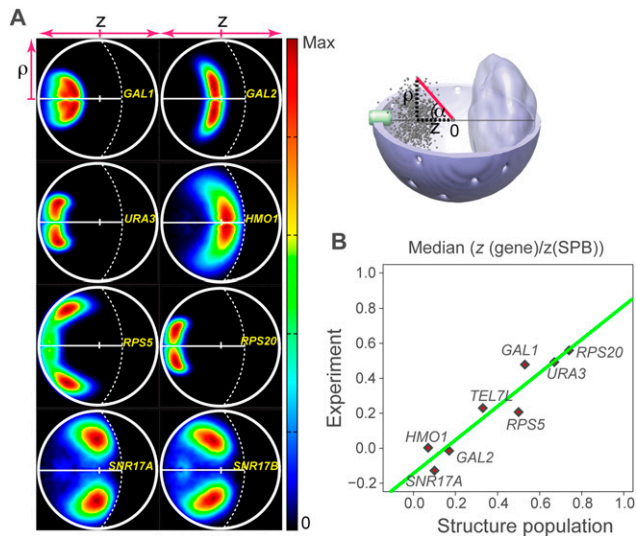 A
z
Max
ρ
GAL1
GAL2
URA3
HMO1
RPS5
RPS20
SNR17A
SNR17B
0
ρ
α
z
0
B
Median (z (gene)/z(SPB))
Experiment
1.0
0.8
0.6
0.4
0.2
0.0
−0.2
GAL1
RPS20
URA3
TEL7L
RPS5
HMO1
GAL2
SNR17A
0.0 0.2 0.4 0.6 0.8 1.0
Structure population